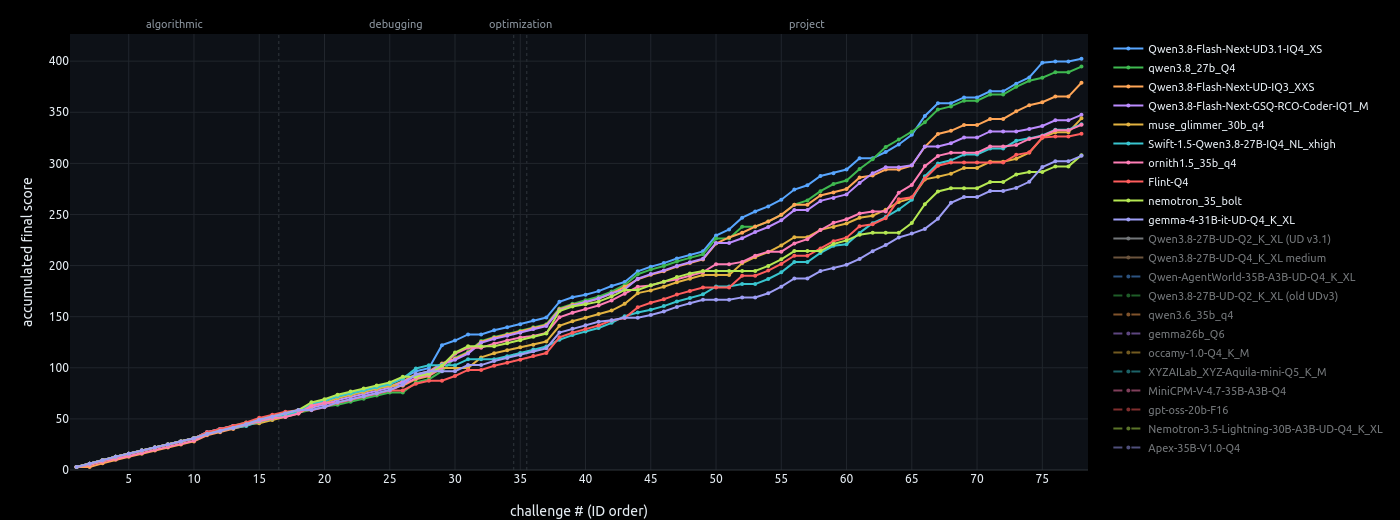 algorithmic debugging optimization project
accumulated final score
400
350
300
250
200
150
100
50
0
5 10 15 20 25 30 35 40 45 50 55 60 65 70 75
challenge # (ID order)
Qwen3.8-Flash-Next-UD3.1-IQ4_XS
qwen3.8_27b_Q4
Qwen3.8-Flash-Next-UD-IQ3_XXS
Qwen3.8-Flash-Next-GSQ-RCO-Coder-IQ1_M
muse_glimmer_30b_q4
Swift-1.5-Qwen3.8-27B-IQ4_NL_xhigh
ornith1.5_35b_q4
Flint-Q4
nemotron_35_bolt
gemma-4-31B-it-UD-Q4_K_XL
Qwen3.8-27B-UD-Q2_K_XL (UD v3.1)
Qwen3.8-27B-UD-Q2_K_XL medium
Qwen-AgentWorld-35B-A3B-UD-Q4_K_XL
Qwen3.8-27B-UD-Q2_K_XL (old UDv3)
qwen3.6_35b_q4
gemma26b_Q6
occamy-1.0-Q4_K_M
XYZAILab_XYZ-Aquila-mini-Q5_K_M
MiniCPM-V-4.7-35B-A3B-Q4
gpt-oss-20b-F16
Nemotron-3.5-Lightning-30B-A3B-UD-Q4_K_XL
Apex-35B-V1.0-Q4